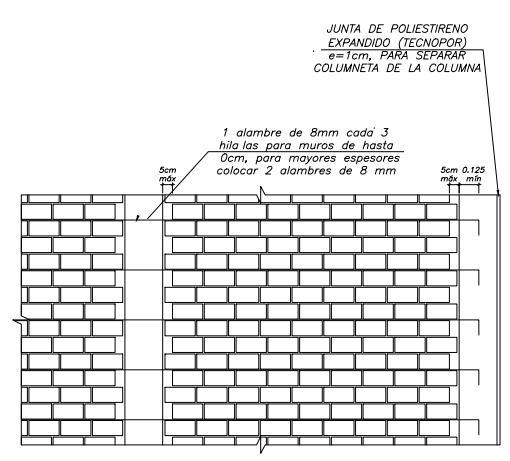 JUNTA DE POLIESTIRENO
EXPANDIDO (TECNOPOR)
e=1cm, PARA SEPARAR
COLUMNETA DE LA COLUMNA
1 alambre de 8mm cada 3
hila las para muros de hasta
0cm, para mayores espesores
colocar 2 alambres de 8 mm
5cm
máx
5cm 0.125
máx mín